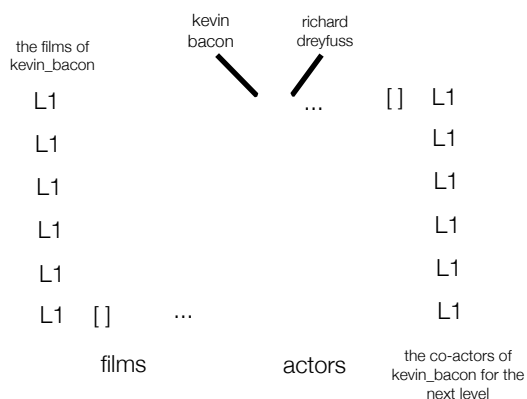 the films of
kevin_bacon
kevin
bacon
richard
dreyfuss
L1
... [ ] L1
L1
L1
L1
L1
L1
L1
L1
L1
L1 [ ] ...
L1
films
actors
the co-actors of
kevin_bacon for the
next level